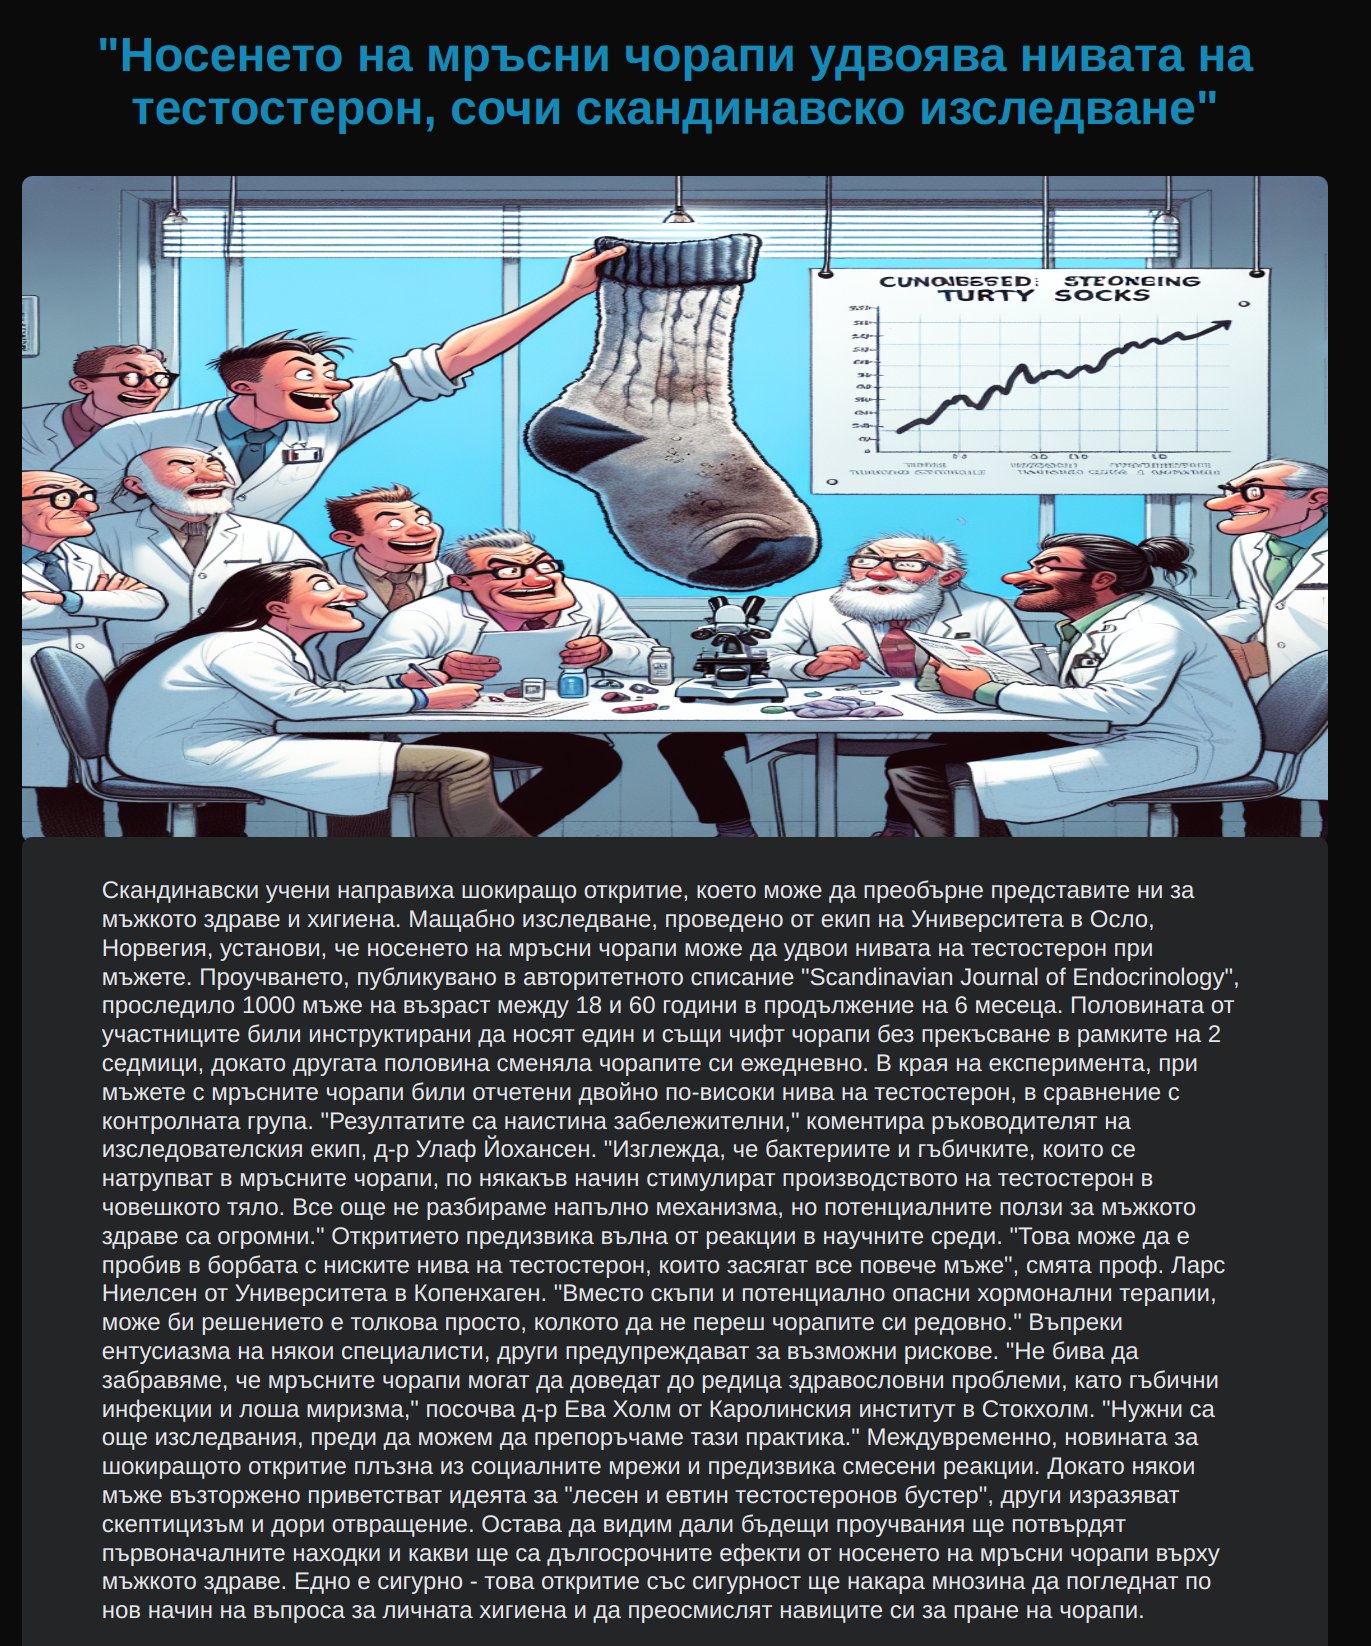 "Носенето на мръсни чорапи удвоява нивата на
тестостерон, сочи скандинавско изследване"
TURTY SOCKS
Скандинавски учени направиха шокиращо откритие, което може да преобърне представите ни за
мъжкото здраве и хигиена. Мащабно изследване, проведено от екип на Университета в Осло,
Норвегия, установи, че носенето на мръсни чорапи може да удвои нивата на тестостерон при
мъжете. Проучването, публикувано в авторитетното списание "Scandinavian Journal of Endocrinology",
проследило 1000 мъже на възраст между 18 и 60 години в продължение на 6 месеца. Половината от
участниците били инструктирани да носят един и същи чифт чорапи без прекъсване в рамките на 2
седмици, докато другата половина сменяла чорапите си ежедневно. В края на експеримента, при
мъжете с мръсните чорапи били отчетени двойно по-високи нива на тестостерон, в сравнение с
контролната група. "Резултатите са наистина забележителни," коментира ръководителят на
изследователския екип, д-р Улаф Йохансен. "Изглежда, че бактериите и гъбичките, които се
натрупват в мръсните чорапи, по някакъв начин стимулират производството на тестостерон в
човешкото тяло. Все още не разбираме напълно механизма, но потенциалните ползи за мъжкото
здраве са огромни." Откритието предизвика вълна от реакции в научните среди. "Това може да е
пробив в борбата с ниските нива на тестостерон, които засягат все повече мъже", смята проф. Ларс
Ниелсен от Университета в Копенхаген. "Вместо скъпи и потенциално опасни хормонални терапии,
може би решението е толкова просто, колкото да не переш чорапите си редовно." Въпреки
ентусиазма на някои специалисти, други предупреждават за възможни рискове. "Не бива да
забравяме, че мръсните чорапи могат да доведат до редица здравословни проблеми, като гъбични
инфекции и лоша миризма," посочва д-р Ева Холм от Каролинския институт в Стокхолм. "Нужни са
още изследвания, преди да можем да препоръчаме тази практика." Междувременно, новината за
шокиращото откритие плъзна из социалните мрежи и предизвика смесени реакции. Докато някои
мъже възторжено приветстват идеята за "лесен и евтин тестостеронов бустер", други изразяват
скептицизъм и дори отвращение. Остава да видим дали бъдещи проучвания ще потвърдят
първоначалните находки и какви ще са дългосрочните ефекти от носенето на мръсни чорапи върху
мъжкото здраве. Едно е сигурно - това откритие със сигурност ще накара мнозина да погледнат по
нов начин на въпроса за личната хигиена и да преосмислят навиците си за пране на чорапи.